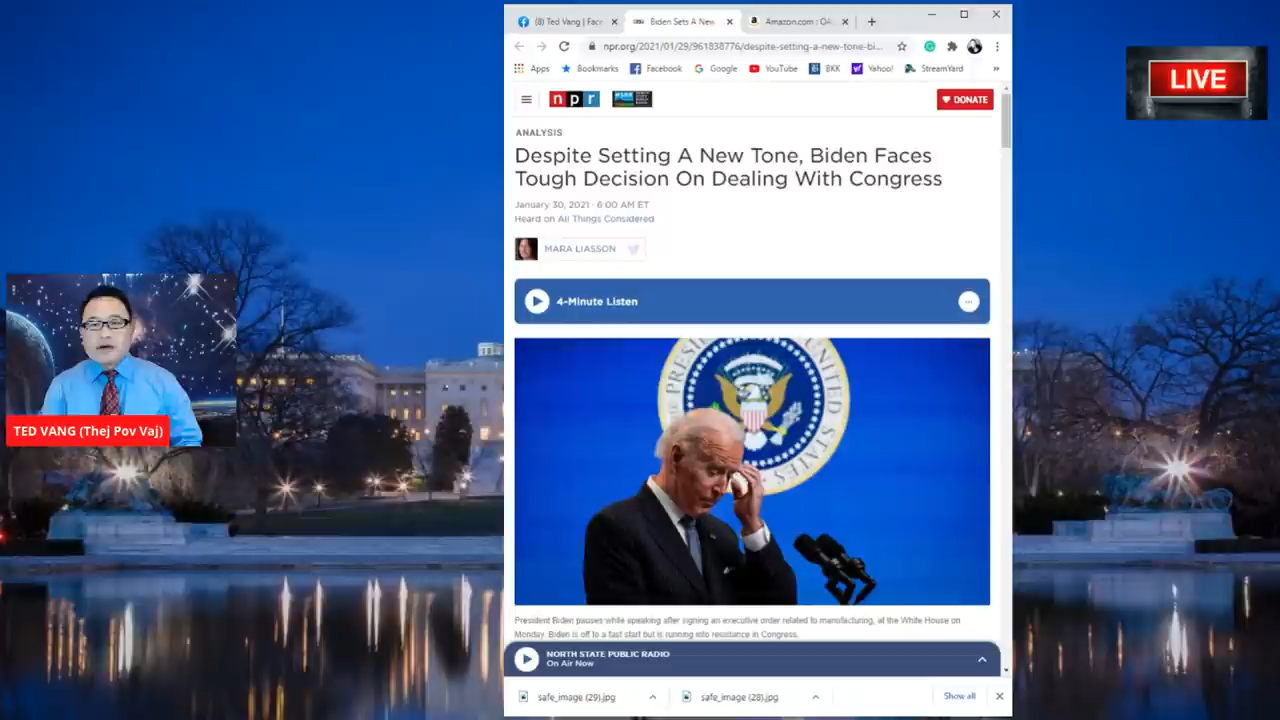 (8) Ted Vang | Fac
Biden Sets A New
Amazon.com : O
npr.org/2021/01/29/961838776/despite-setting-a-new-tone-bi...
Apps
Bookmarks
Facebook
Google
YouTube
BKK
Yahoo!
StreamYard
»
LIVE
npr
DONATE
ANALYSIS
Despite Setting A New Tone, Biden Faces
Tough Decision On Dealing With Congress
January 30, 2021 · 6:00 AM ET
Heard on All Things Considered
MARA LIASSON
4-Minute Listen
PRESI UNITED STATES
TED VANG (Thej Pov Vaj)
President Biden pauses while speaking after signing an executive order related to manufacturing, at the White House on
Monday. Biden is off to a fast start but is running into resistance in Congress.
NORTH STATE PUBLIC RADIO
On Air Now
safe_image (29).jpg
safe_image (28).jpg
Show all